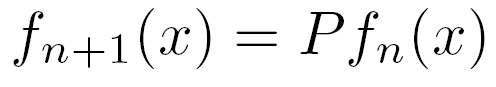 f_{n+1}(x) = Pf_n(x)